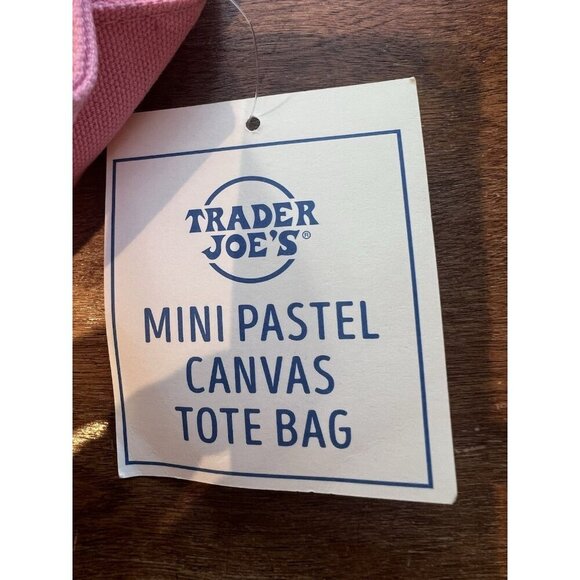 TRADER
JOE'S®
MINI PASTEL
CANVAS
TOTE BAG